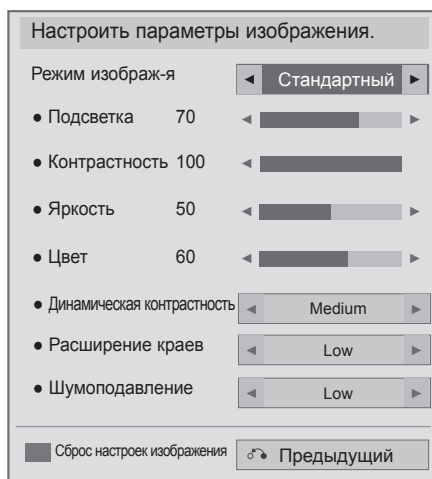 Настроить параметры изображения.
Режим изображ-я ◄ Стандартный ►
● Подсветка 70 ◄ ►
● Контрастность 100 ◄
● Яркость 50 ◄ ►
● Цвет 60 ◄ ►
● Динамическая контрастность ◄ Medium ►
● Расширение краев ◄ Low ►
● Шумоподавление ◄ Low ►
Сброс настроек изображения Предыдущий